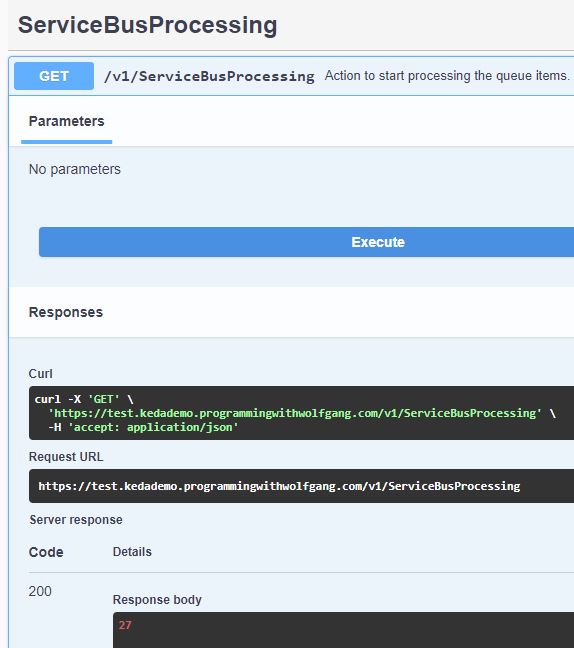 ServiceBusProcessing
GET /v1/ServiceBusProcessing Action to start processing the queue items.
Parameters
No parameters
Execute
Responses
Curl
curl -X 'GET' \
'https://test.kedademo.programmingwithwolfgang.com/v1/ServiceBusProcessing' \
-H 'accept: application/json'
Request URL
https://test.kedademo.programmingwithwolfgang.com/v1/ServiceBusProcessing
Server response
Code Details
200
Response body
27